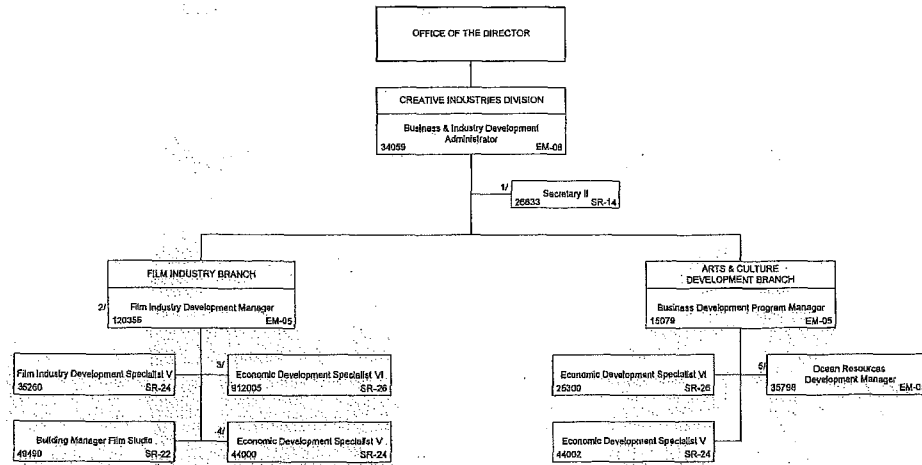 OFFICE OF THE DIRECTOR
CREATIVE INDUSTRIES DIVISION
Business & Industry Development
Administrator
34059 EM-08
1/
Secretary II
26633 SR-14
FILM INDUSTRY BRANCH
2/
Film Industry Development Manager
120356 EM-05
ARTS & CULTURE
DEVELOPMENT BRANCH
Business Development Program Manager
15079 EM-05
Film Industry Development Specialist V
35260 SR-24
3/
Economic Development Specialist VI
912005 SR-26
Economic Development Specialist VI
25300 SR-26
5/
Ocean Resources
Development Manager
35798 EM-0
Building Manager Film Studio
49490 SR-22
4/
Economic Development Specialist V
44000 SR-24
Economic Development Specialist V
44002 SR-24